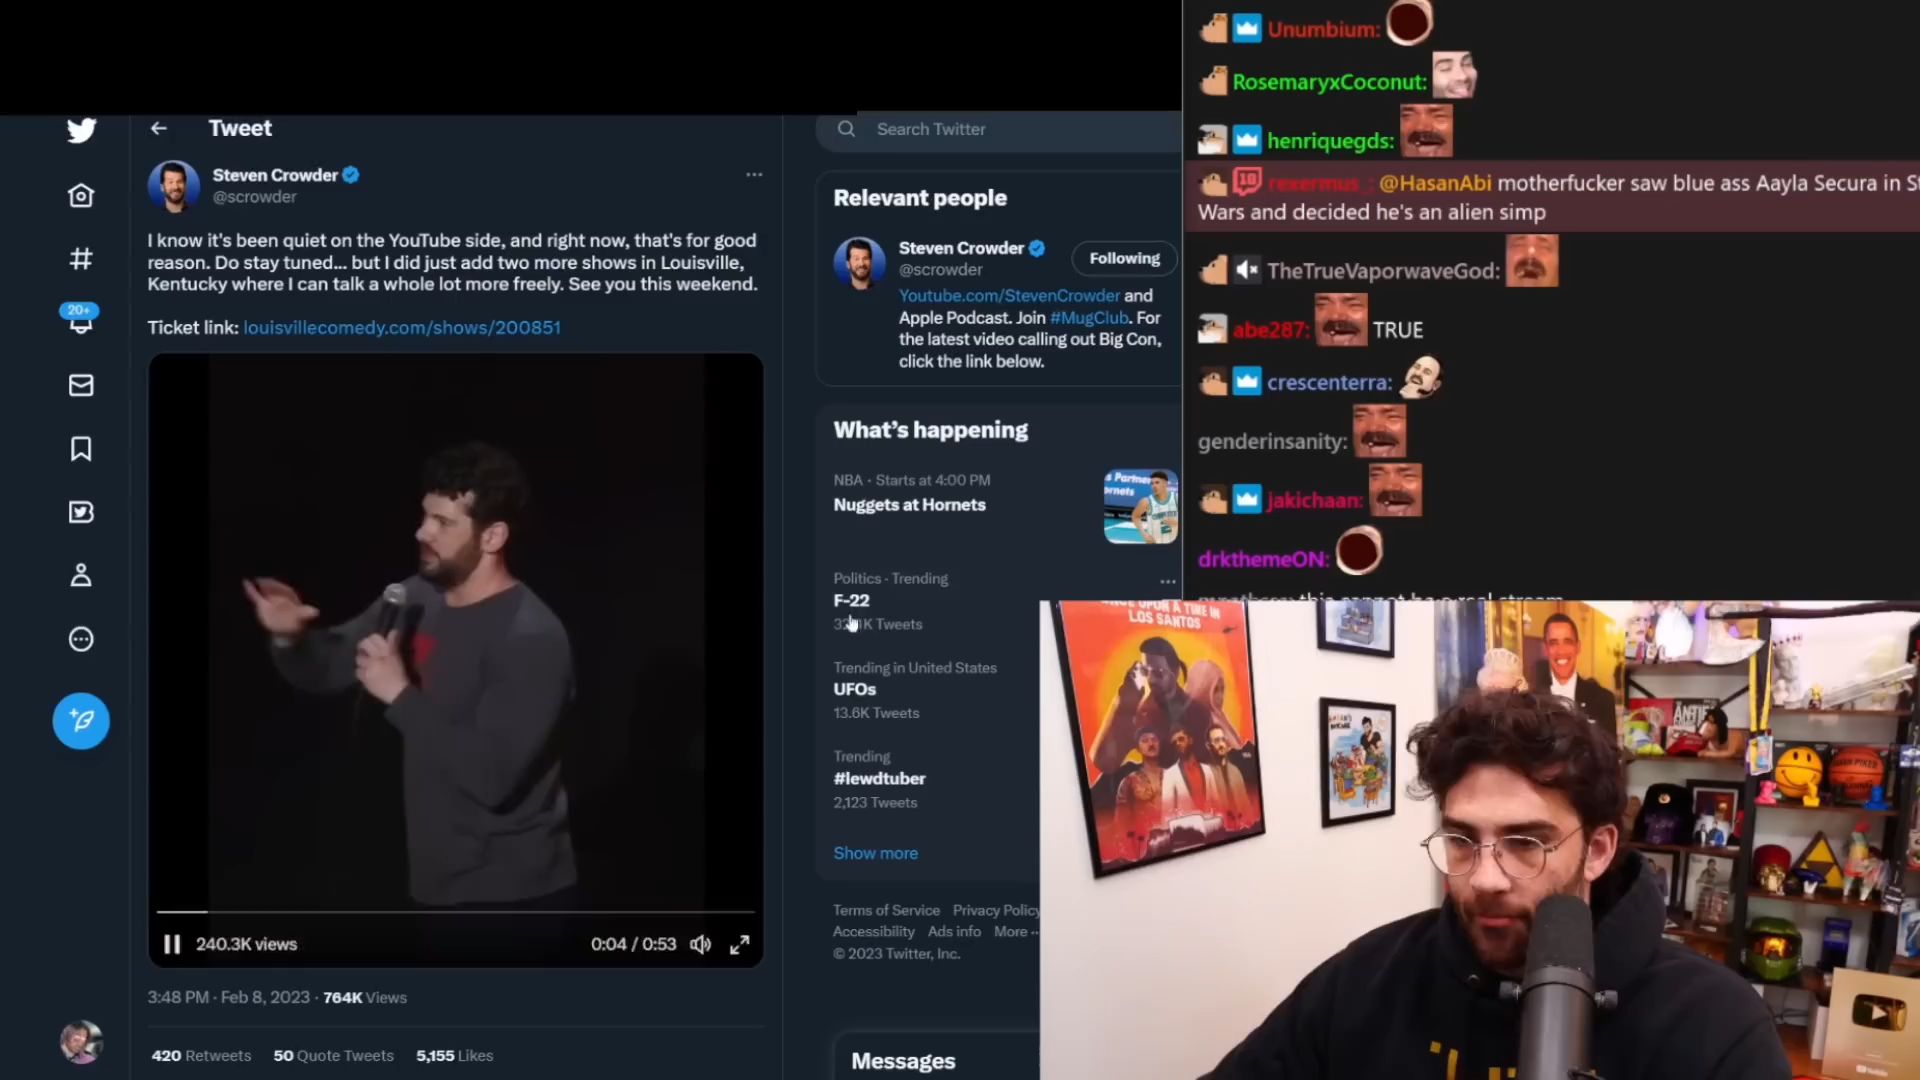 Tweet
Search Twitter
Steven Crowder
@scrowder
I know it's been quiet on the YouTube side, and right now, that's for good
reason. Do stay tuned... but I did just add two more shows in Louisville,
Kentucky where I can talk a whole lot more freely. See you this weekend.
Ticket link: louisvillecomedy.com/shows/200851
20+
240.3K views
0:04 / 0:53
3:48 PM · Feb 8, 2023 · 764K Views
420 Retweets 50 Quote Tweets 5,155 Likes
Relevant people
Steven Crowder
@scrowder
Following
Youtube.com/StevenCrowder and
Apple Podcast. Join #MugClub. For
the latest video calling out Big Con,
click the link below.
What's happening
NBA · Starts at 4:00 PM
Nuggets at Hornets
Politics · Trending
F-22
Tweets
Trending in United States
UFOs
13.6K Tweets
Trending
#lewdtuber
2,123 Tweets
Show more
Terms of Service Privacy Policy
Accessibility Ads info More ···
© 2023 Twitter, Inc.
Messages
Unumbium:
RosemaryxCoconut:
henriquegds:
@HasanAbi motherfucker saw blue ass Aayla Secura in
Wars and decided he's an alien simp
TheTrueVaporwaveGod:
abe287: TRUE
crescenterra:
genderinsanity:
jakichaan:
drkthemeON:
LOS SANTOS